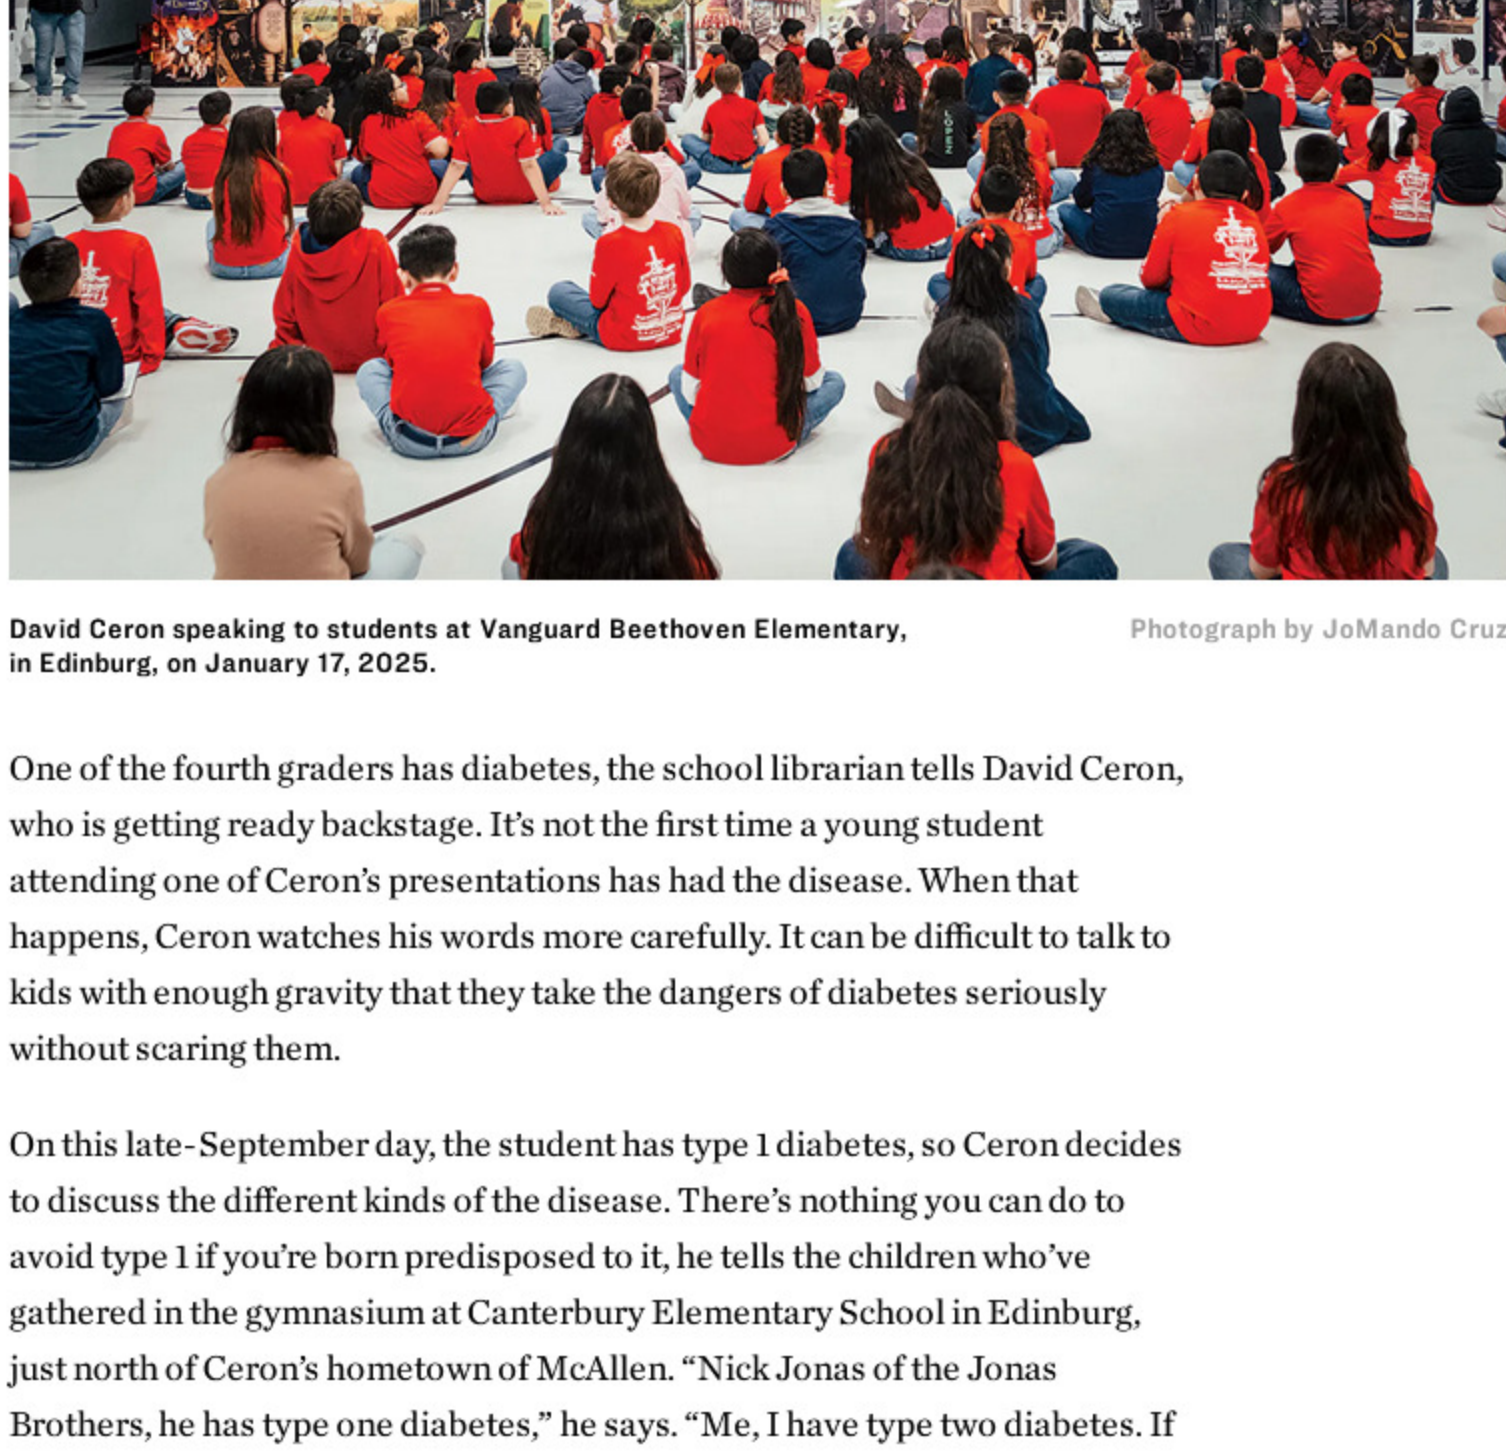 David Ceron speaking to students at Vanguard Beethoven Elementary,
in Edinburg, on January 17, 2025.
Photograph by JoMando Cruz
One of the fourth graders has diabetes, the school librarian tells David Ceron,
who is getting ready backstage. It’s not the first time a young student
attending one of Ceron’s presentations has had the disease. When that
happens, Ceron watches his words more carefully. It can be difficult to talk to
kids with enough gravity that they take the dangers of diabetes seriously
without scaring them.
On this late-September day, the student has type 1 diabetes, so Ceron decides
to discuss the different kinds of the disease. There’s nothing you can do to
avoid type 1 if you’re born predisposed to it, he tells the children who’ve
gathered in the gymnasium at Canterbury Elementary School in Edinburg,
just north of Ceron’s hometown of McAllen. “Nick Jonas of the Jonas
Brothers, he has type one diabetes,” he says. “Me, I have type two diabetes. If